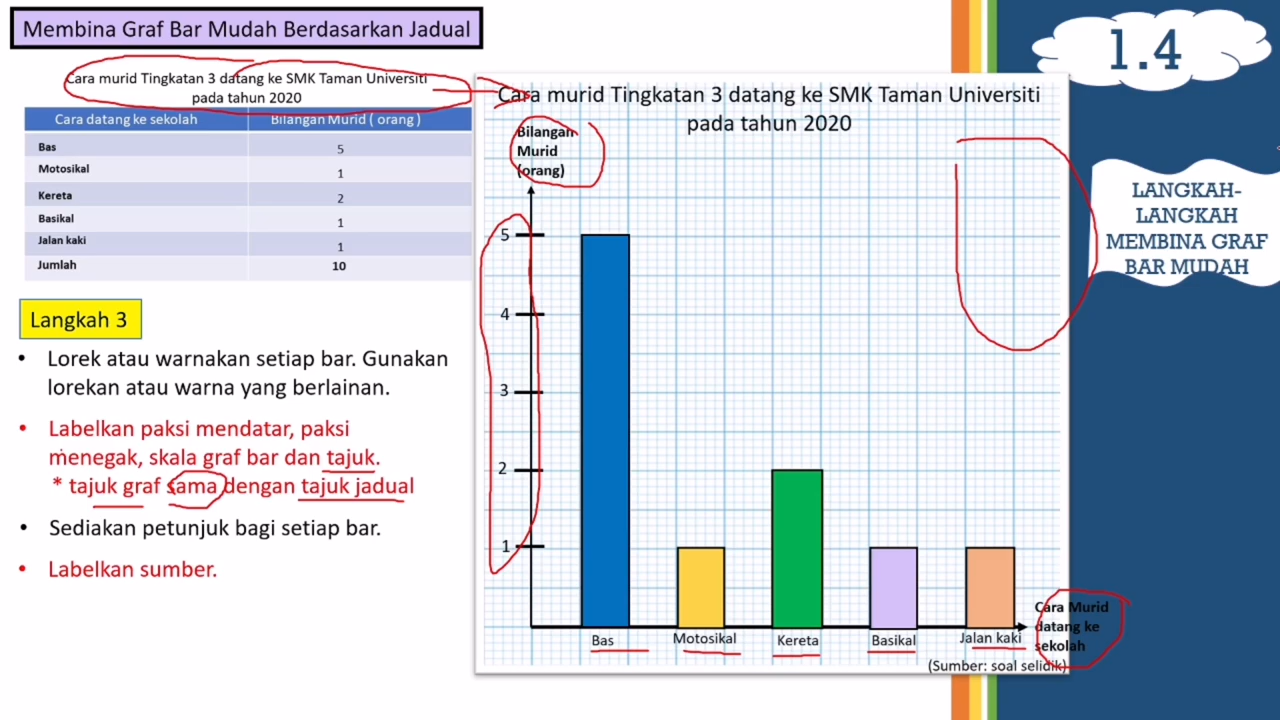 Membina Graf Bar Mudah Berdasarkan Jadual
Cara murid Tingkatan 3 datang ke SMK Taman Universiti
pada tahun 2020
Cara datang ke sekolah Bilangan Murid ( orang )
Bas 5
Motosikal 1
Kereta 2
Basikal 1
Jalan kaki 1
Jumlah 10
Langkah 3
• Lorek atau warnakan setiap bar. Gunakan
lorekan atau warna yang berlainan.
• Labelkan paksi mendatar, paksi
menegak, skala graf bar dan tajuk.
* tajuk graf sama dengan tajuk jadual
• Sediakan petunjuk bagi setiap bar.
• Labelkan sumber.
Cara murid Tingkatan 3 datang ke SMK Taman Universiti
pada tahun 2020
Bilangan
Murid
(orang)
5
4
3
2
1
Bas Motosikal Kereta Basikal Jalan kaki
Cara Murid
datang ke
sekolah
(Sumber: soal selidik)
1.4
LANGKAH-
LANGKAH
MEMBINA GRAF
BAR MUDAH